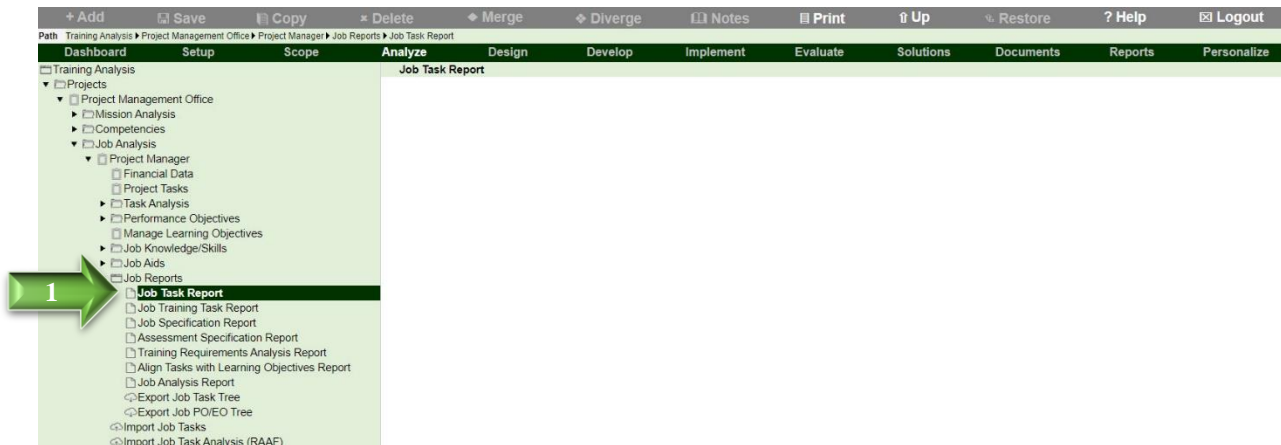 + Add Save Copy × Delete Merge Diverge Notes Print Up Restore ? Help Logout
Path Training Analysis Project Management Office Project Manager Job Reports Job Task Report
Dashboard Setup Scope Analyze Design Develop Implement Evaluate Solutions Documents Reports Personalize
Training Analysis
Job Task Report
Projects
Project Management Office
Mission Analysis
Competencies
Job Analysis
Project Manager
Financial Data
Project Tasks
Task Analysis
Performance Objectives
Manage Learning Objectives
Job Knowledge/Skills
Job Aids
Job Reports
1
Job Task Report
Job Training Task Report
Job Specification Report
Assessment Specification Report
Training Requirements Analysis Report
Align Tasks with Learning Objectives Report
Job Analysis Report
Export Job Task Tree
Export Job PO/EO Tree
Import Job Tasks
Import Job Task Analysis (RAAF)